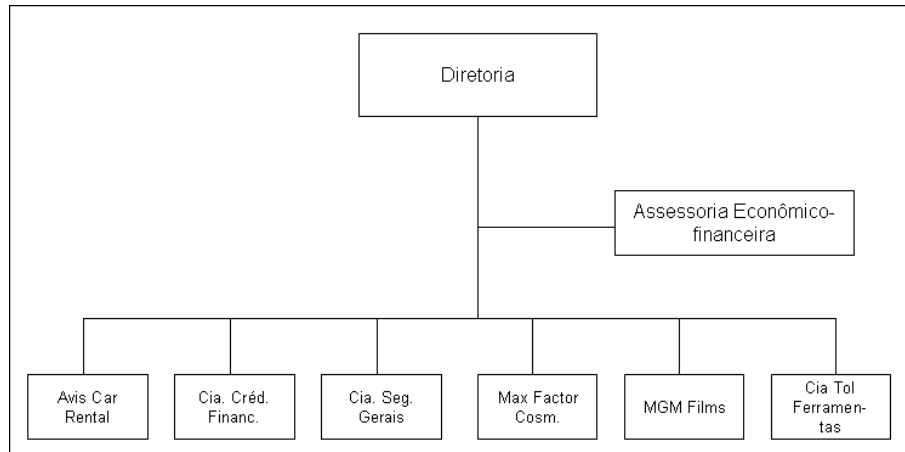 Diretoria
Assessoria Econômico-
financeira
Avis Car
Rental
Cia. Créd.
Financ.
Cia. Seg.
Gerais
Max Factor
Cosm.
MGM Films
Cia Tol
Ferramen-
tas